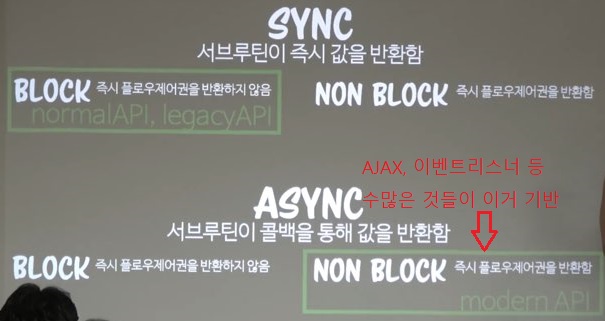 SYNC
서브루틴이 즉시 값을 반환함
BLOCK 즉시 플로우제어권을 반환하지 않음
normalAPI, legacyAPI
NON BLOCK 즉시 플로우제어권을 반환함
AJAX, 이벤트리스너 등
수많은 것들이 이거 기반
ASYNC
서브루틴이 콜백을 통해 값을 반환함
BLOCK 즉시 플로우제어권을 반환하지 않음
NON BLOCK 즉시 플로우제어권을 반환함
modern API